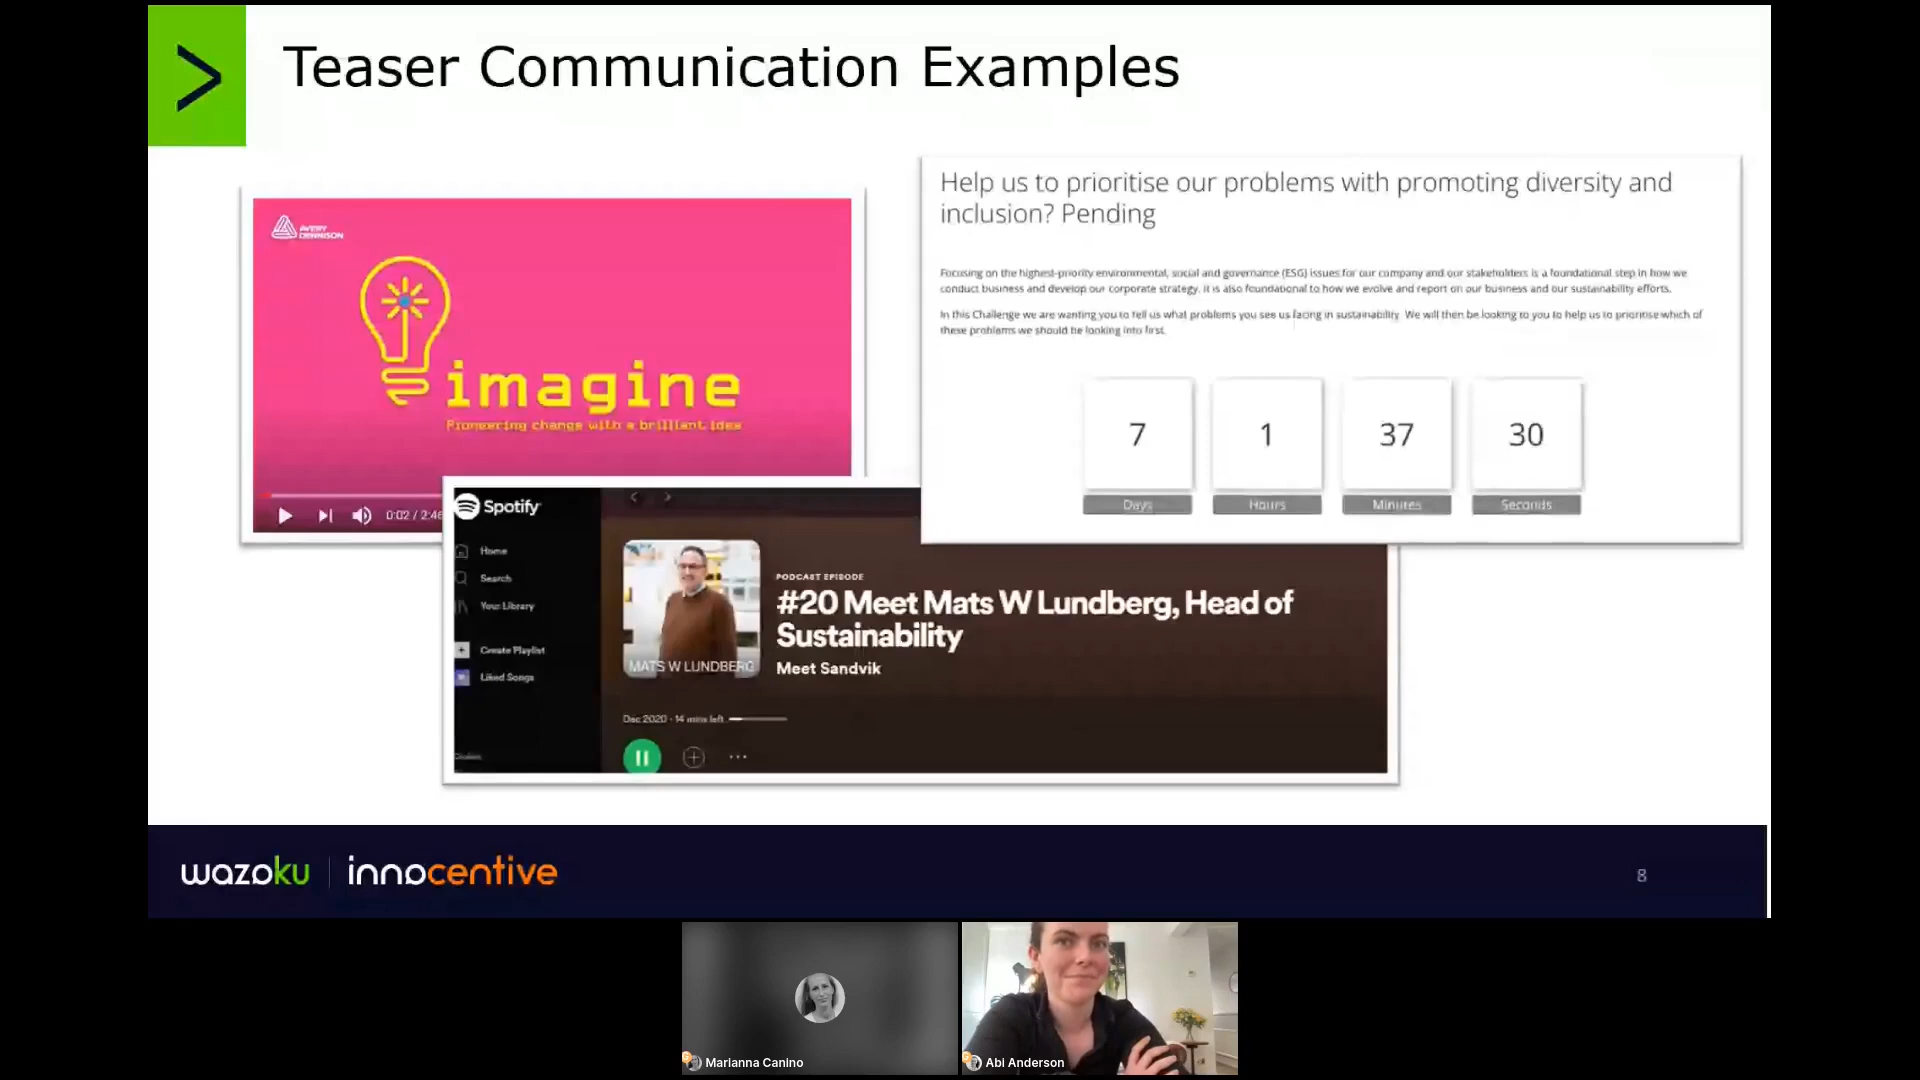 Teaser Communication Examples
AVERY
DENNISON
imagine
Pioneering change with a brilliant idea
0:02 / 2:46
Help us to prioritise our problems with promoting diversity and
inclusion? Pending
Focusing on the highest-priority environmental, social and governance (ESG) issues for our company and our stakeholders is a foundational step in how we
conduct business and develop our corporate strategy. It is also foundational to how we evolve and report on our business and our sustainability efforts.
In this Challenge we are wanting you to tell us what problems you see us facing in sustainability. We will then be looking to you to help us to prioritise which of
these problems we should be looking into first.
7 1 37 30
Days Hours Minutes Seconds
Spotify
Home
Search
Your Library
Create Playlist
Liked Songs
Cookies
MATS W LUNDBERG
PODCAST EPISODE
#20 Meet Mats W Lundberg, Head of
Sustainability
Meet Sandvik
Dec 2020 · 14 mins left
wazoku | innocentive
8
Marianna Canino
Abi Anderson